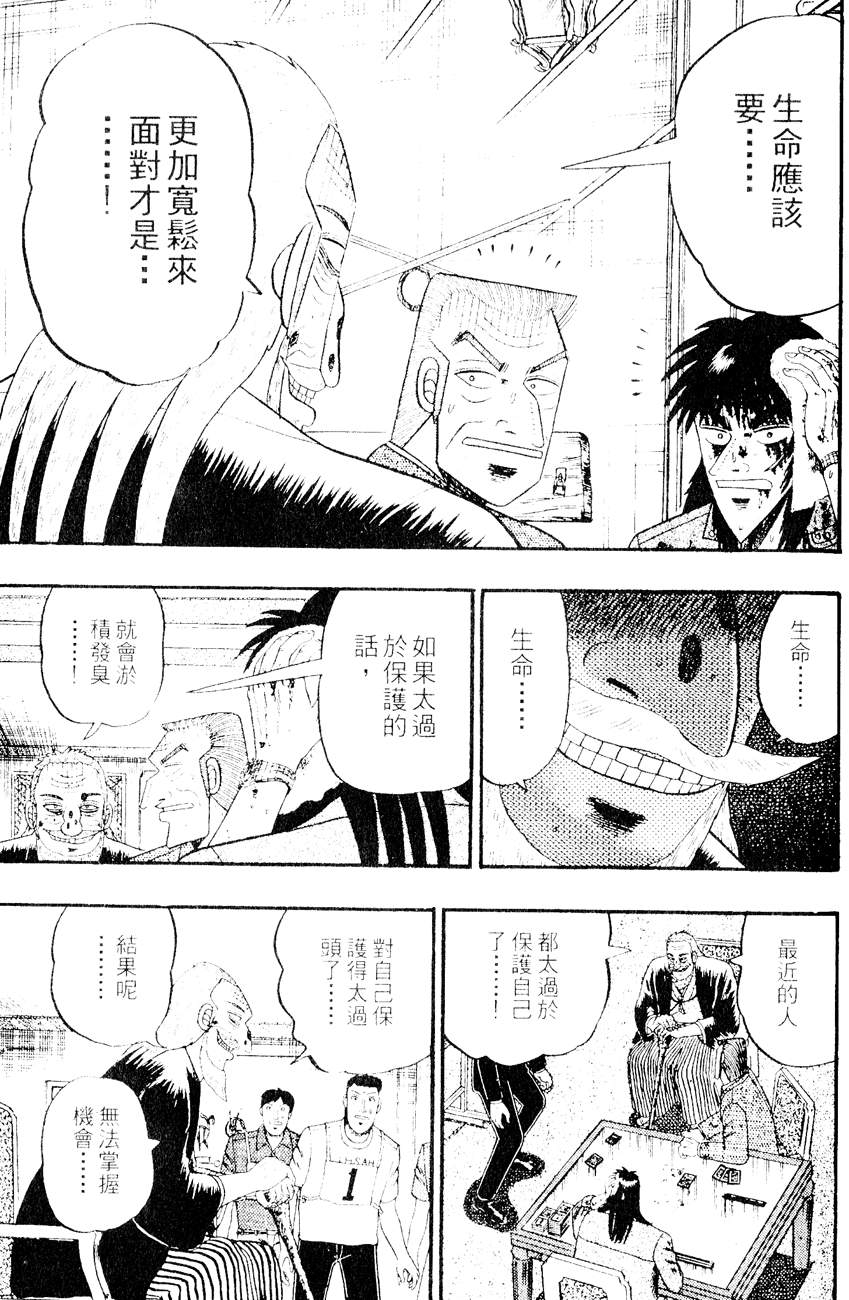 生命應該
要⋯⋯
更加寬鬆來
面對才是⋯
⋯⋯⋯!
生命⋯⋯
生命⋯⋯
如果太過
於保護的
話,
就會淤
積發臭
⋯⋯!
最近的人
都太過於
保護自己
了⋯⋯!
對自己保
護得太過
頭了⋯⋯
結果呢
⋯⋯⋯
無法掌握
機會⋯⋯
1